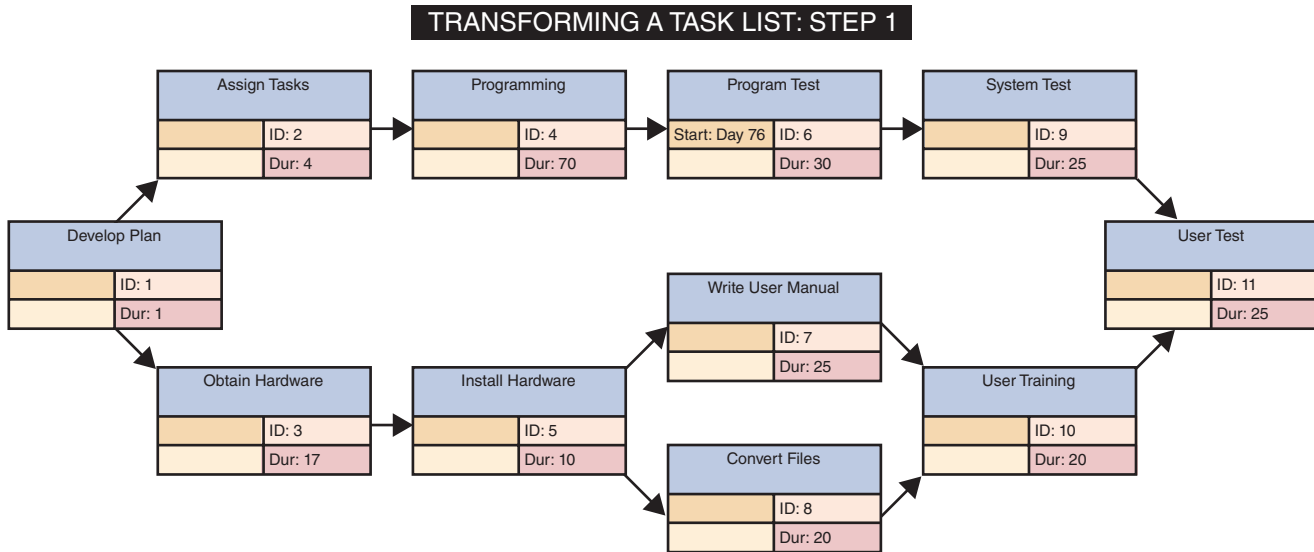 TRANSFORMING A TASK LIST: STEP 1
Assign Tasks
ID: 2
Dur: 4
Programming
ID: 4
Dur: 70
Program Test
Start: Day 76 ID: 6
Dur: 30
System Test
ID: 9
Dur: 25
Develop Plan
ID: 1
Dur: 1
Write User Manual
ID: 7
Dur: 25
User Test
ID: 11
Dur: 25
Obtain Hardware
ID: 3
Dur: 17
Install Hardware
ID: 5
Dur: 10
Convert Files
ID: 8
Dur: 20
User Training
ID: 10
Dur: 20